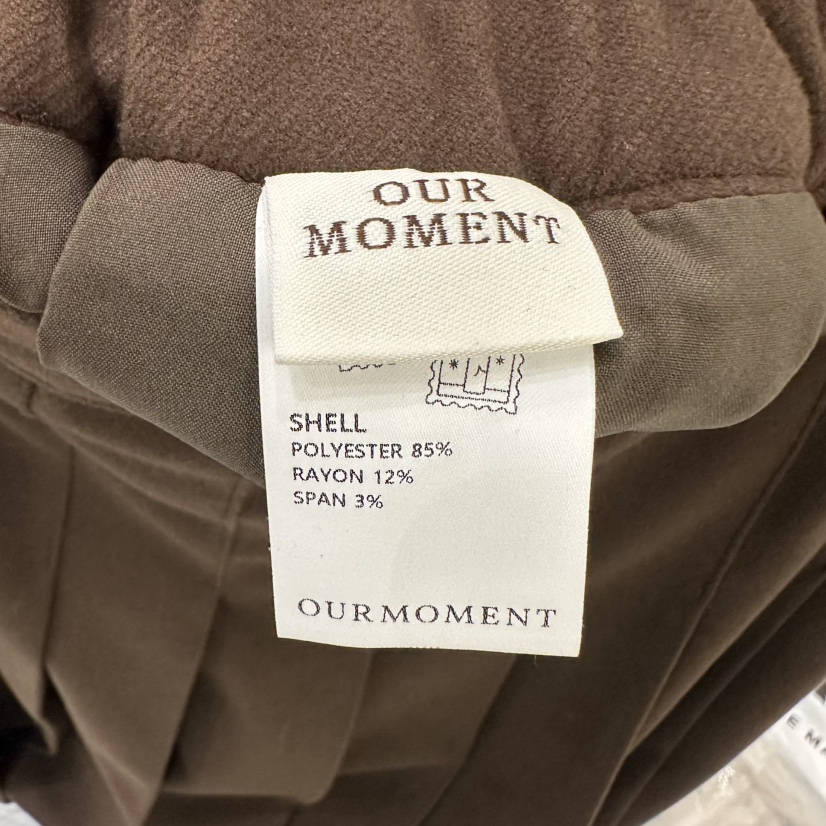 OUR
MOMENT
SHELL
POLYESTER 85%
RAYON 12%
SPAN 3%
OURMOMENT